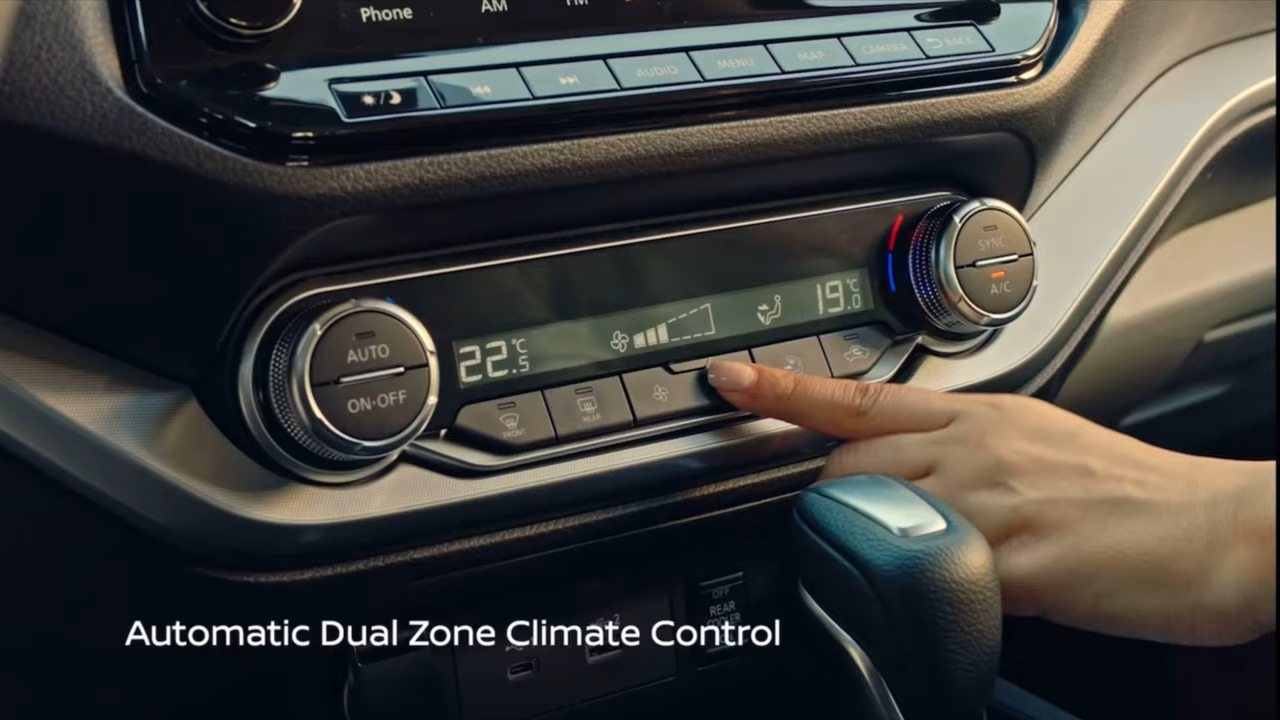 Phone
AM
AUDIO
MENU
MAP
CAMERA
BACK
SYNC
A/C
19.0°C
22.5°C
AUTO
ON·OFF
FRONT
REAR
OFF
REAR
COOLER
Automatic Dual Zone Climate Control